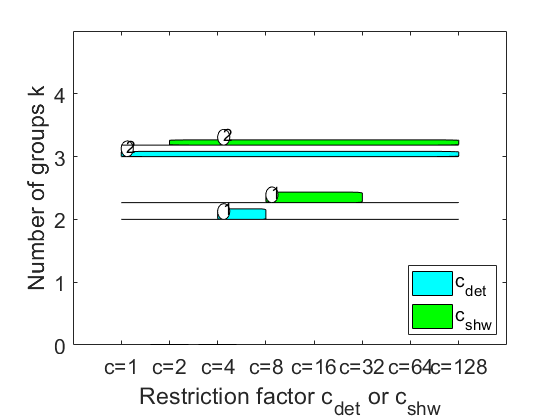 Number of groups k
4
3
2
1
0
2
2
1
1
c=1 c=2 c=4 c=8 c=16 c=32 c=64 c=128
Restriction factor c_det or c_shw
c_det
c_shw